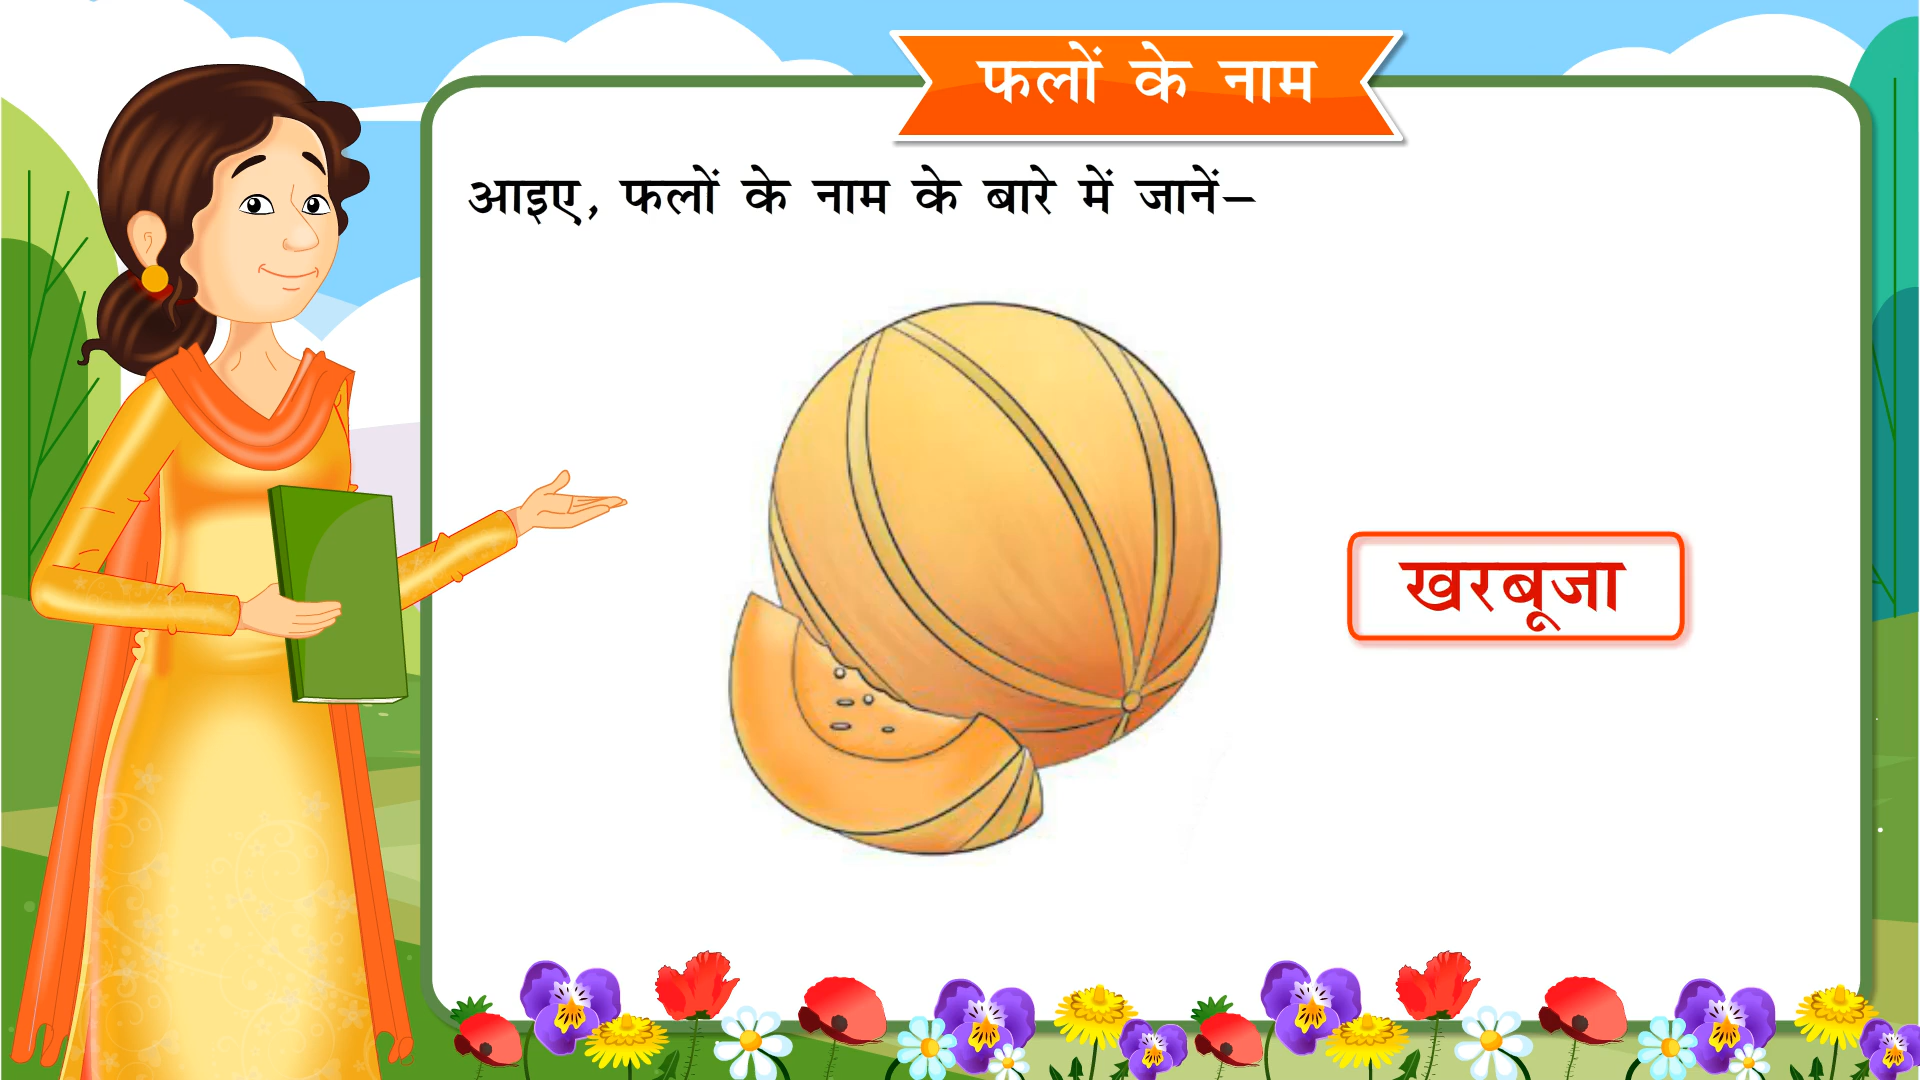 फलों के नाम
आइए, फलों के नाम के बारे में जानें–
खरबूजा